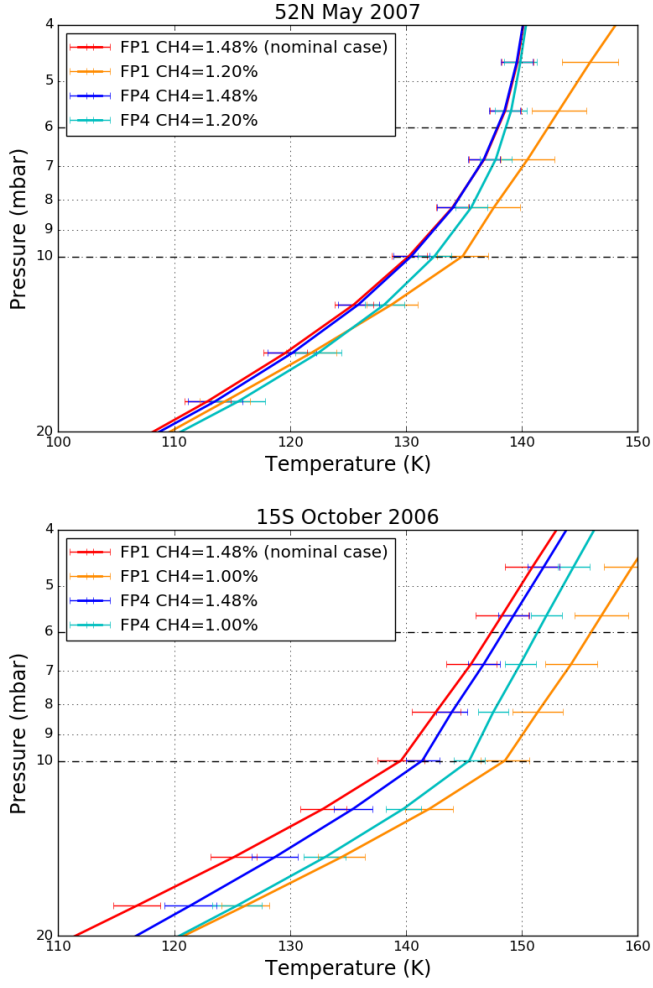 52N May 2007
4
FP1 CH4=1.48% (nominal case)
FP1 CH4=1.20%
FP4 CH4=1.48%
FP4 CH4=1.20%
5
6
7
8
9
10
20
Pressure (mbar)
100 110 120 130 140 150
Temperature (K)
15S October 2006
4
FP1 CH4=1.48% (nominal case)
FP1 CH4=1.00%
FP4 CH4=1.48%
FP4 CH4=1.00%
5
6
7
8
9
10
20
Pressure (mbar)
110 120 130 140 150 160
Temperature (K)